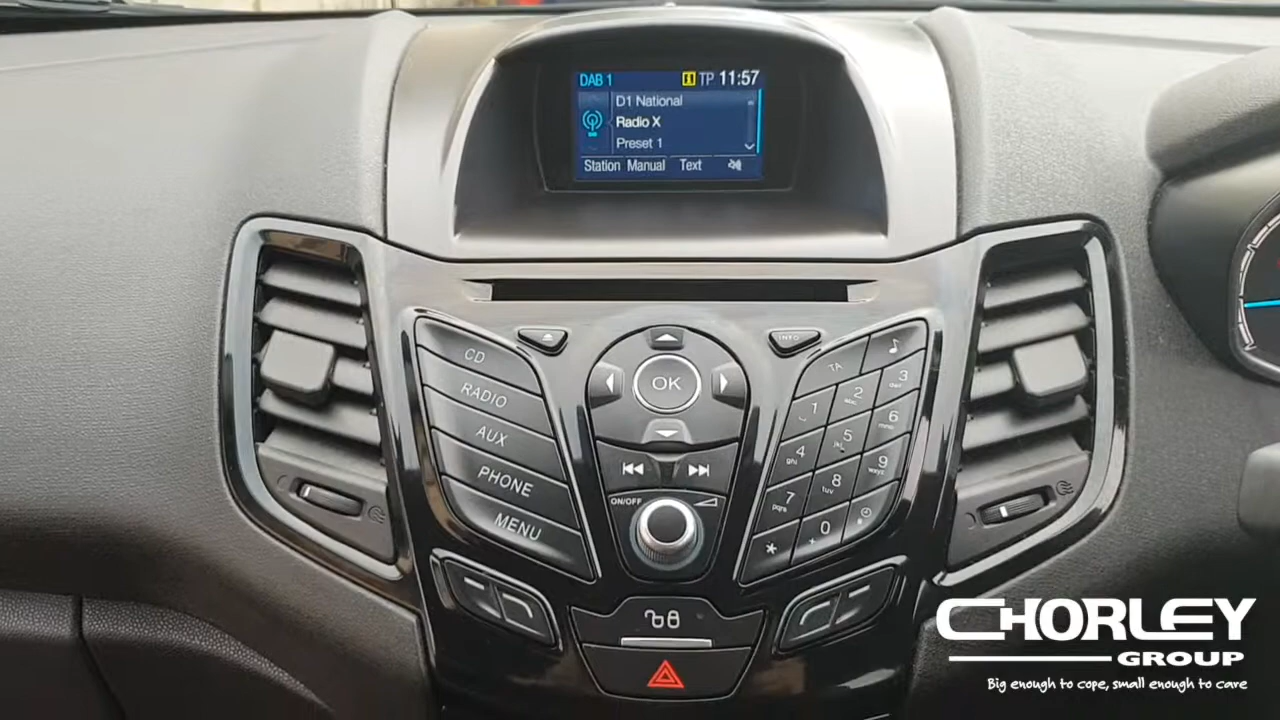 DAB 1 TP 11:57
D1 National
Radio X
Preset 1
Station Manual Text
CD
RADIO
AUX
PHONE
MENU
OK
ON/OFF
INFO
TA
1 2 abc 3 def
4 ghi 5 jkl 6 mno
7 pqrs 8 tuv 9 wxyz
* 0 +
CHORLEY
GROUP
Big enough to cope, small enough to care